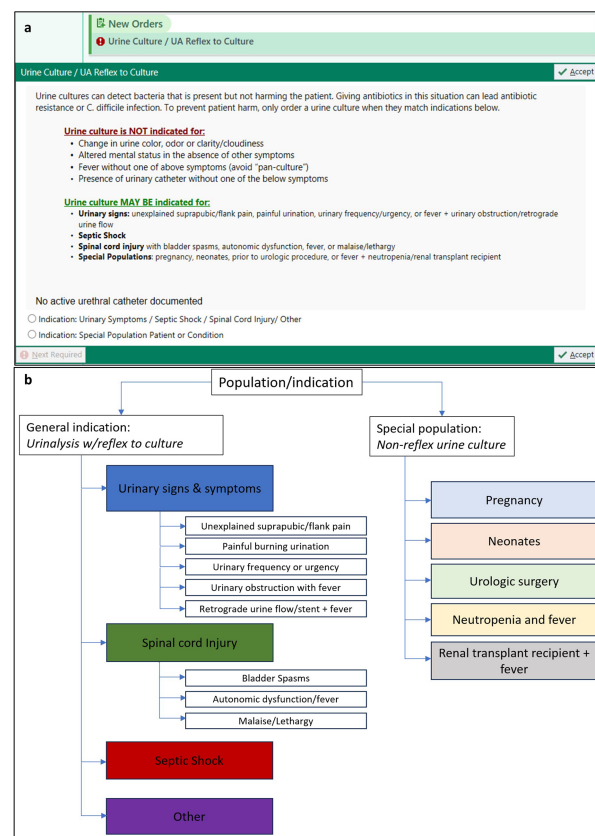 a
New Orders
Urine Culture / UA Reflex to Culture
Urine Culture / UA Reflex to Culture
Accept
Urine cultures can detect bacteria that is present but not harming the patient. Giving antibiotics in this situation can lead antibiotic
resistance or C. difficile infection. To prevent patient harm, only order a urine culture when they match indications below.
Urine culture is NOT indicated for:
• Change in urine color, odor or clarity/cloudiness
• Altered mental status in the absence of other symptoms
• Fever without one of above symptoms (avoid "pan-culture")
• Presence of urinary catheter without one of the below symptoms
Urine culture MAY BE indicated for:
• Urinary signs: unexplained suprapubic/flank pain, painful urination, urinary frequency/urgency, or fever + urinary obstruction/retrograde
urine flow
• Septic Shock
• Spinal cord injury with bladder spasms, autonomic dysfunction, fever, or malaise/lethargy
• Special Populations: pregnancy, neonates, prior to urologic procedure, or fever + neutropenia/renal transplant recipient
No active urethral catheter documented
Indication: Urinary Symptoms / Septic Shock / Spinal Cord Injury/ Other
Indication: Special Population Patient or Condition
Next Required
Accept
b
Population/indication
General indication:
Urinalysis w/reflex to culture
Special population:
Non-reflex urine culture
Urinary signs & symptoms
Unexplained suprapubic/flank pain
Painful burning urination
Urinary frequency or urgency
Urinary obstruction with fever
Retrograde urine flow/stent + fever
Spinal cord Injury
Bladder Spasms
Autonomic dysfunction/fever
Malaise/Lethargy
Septic Shock
Other
Pregnancy
Neonates
Urologic surgery
Neutropenia and fever
Renal transplant recipient +
fever